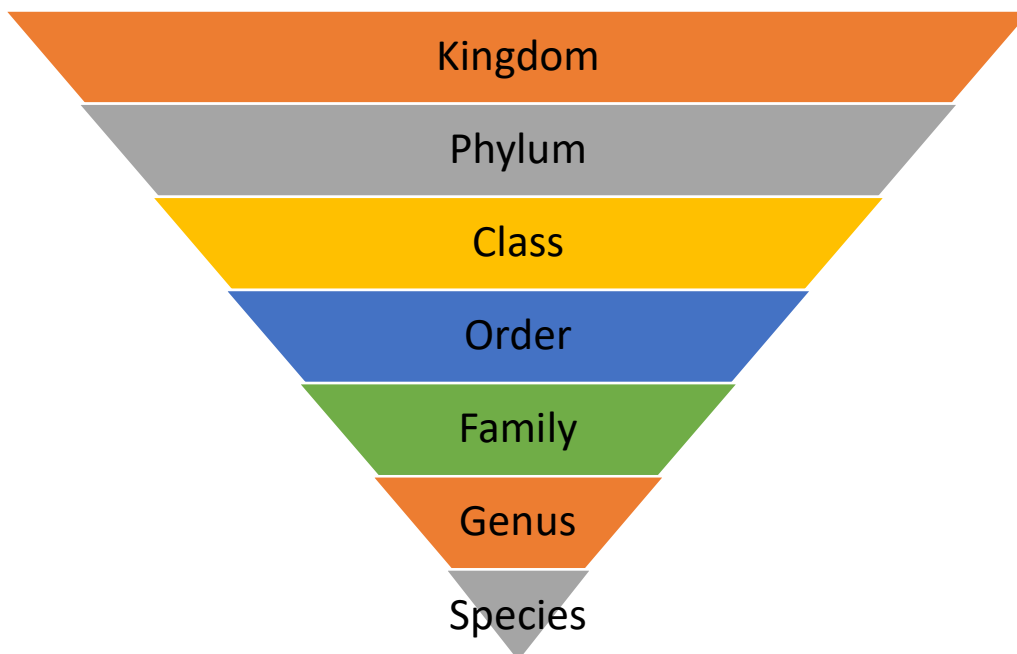 Kingdom
Phylum
Class
Order
Family
Genus
Species